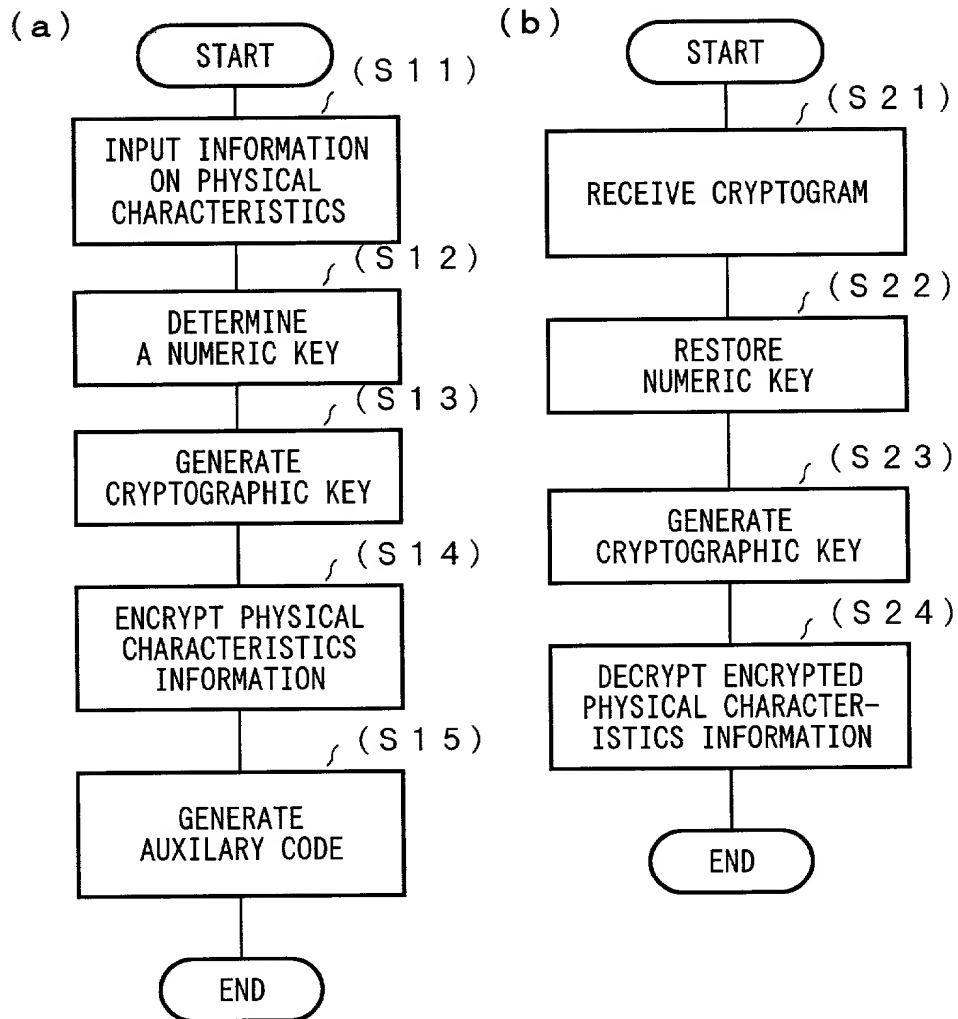 (a)
START
(S11)
INPUT INFORMATION
ON PHYSICAL
CHARACTERISTICS
(S12)
DETERMINE
A NUMERIC KEY
(S13)
GENERATE
CRYPTOGRAPHIC KEY
(S14)
ENCRYPT PHYSICAL
CHARACTERISTICS
INFORMATION
(S15)
GENERATE
AUXILARY CODE
END
(b)
START
(S21)
RECEIVE CRYPTOGRAM
(S22)
RESTORE
NUMERIC KEY
(S23)
GENERATE
CRYPTOGRAPHIC KEY
(S24)
DECRYPT ENCRYPTED
PHYSICAL CHARACTER-
ISTICS INFORMATION
END